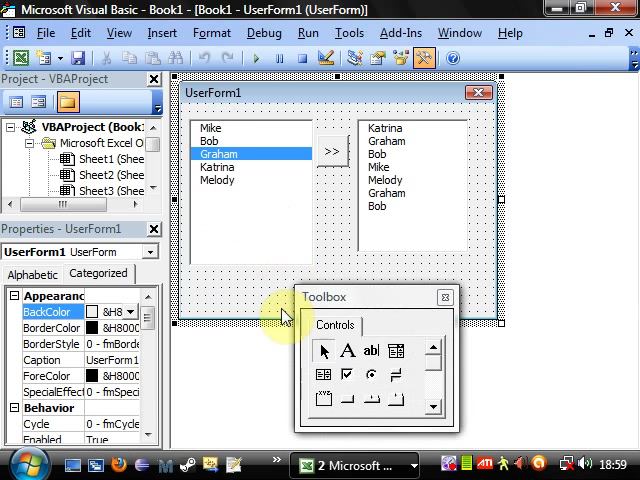 Microsoft Visual Basic - Book1 - [Book1 - UserForm1 (UserForm)]
File Edit View Insert Format Debug Run Tools Add-Ins Window Help
Project - VBAProject
VBAProject (Book1
Microsoft Excel O
Sheet1 (Shee
Sheet2 (Shee
Sheet3 (Shee
Properties - UserForm1
UserForm1 UserForm
Alphabetic Categorized
Appearanc
BackColor &H8
BorderColor &H8000
BorderStyle 0 - fmBorde
Caption UserForm1
ForeColor &H8000
SpecialEffect 0 - fmSpeci
Behavior
Cycle 0 - fmCycle
Enabled True
UserForm1
Mike
Bob
Graham
Katrina
Melody
>>
Katrina
Graham
Bob
Mike
Melody
Graham
Bob
Toolbox
Controls
A
ab|
xyz
» 2 Microsoft ...
ATI
18:59